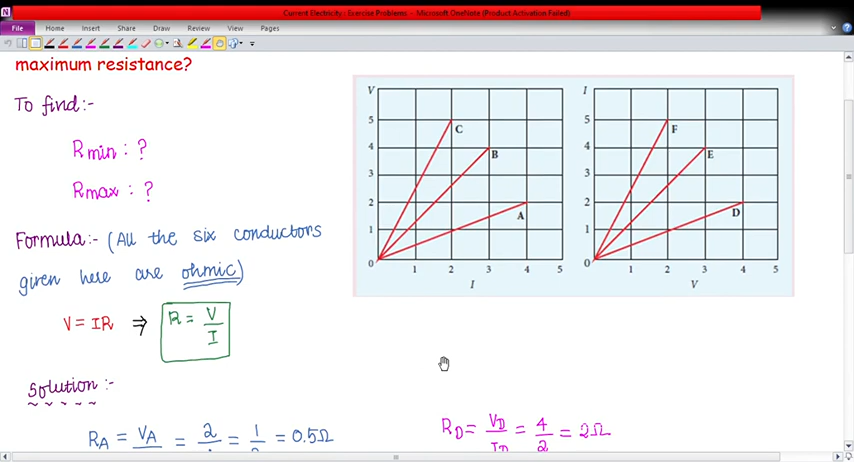 Current Electricity : Exercise Problems - Microsoft OneNote (Product Activation Failed)
File Home Insert Share Draw Review View
maximum resistance?
To find:-
Rmin : ?
Rmax : ?
Formula:- (All the six conductors
given here are ohmic)
V = IR ⇒ R = V/I
Solution :-
RA = VA = 2 = 1 = 0.5Ω
V
5
4
3
2
1
0
1 2 3 4 5
I
C
B
A
I
5
4
3
2
1
0
1 2 3 4 5
V
F
E
D
RD = VD/ID = 4/2 = 2Ω